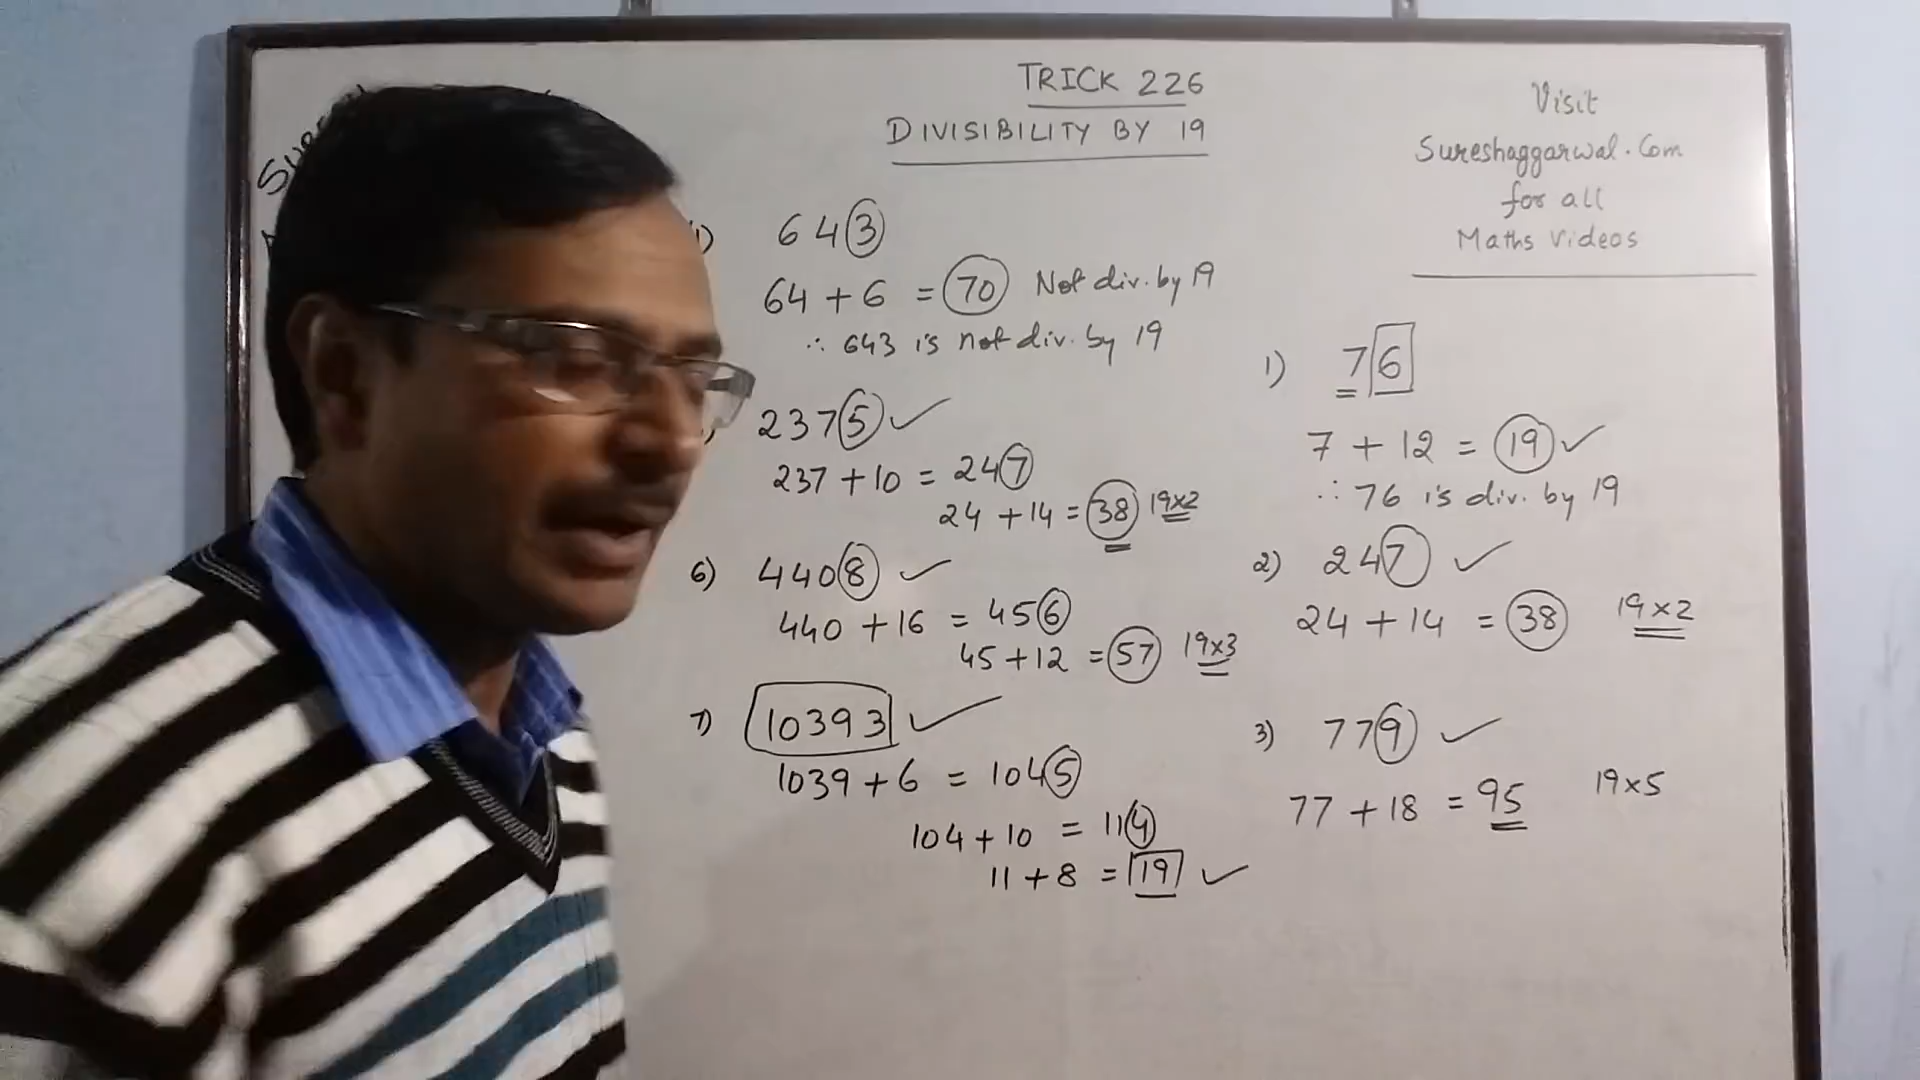 TRICK 226
DIVISIBILITY BY 19
Visit
Sureshaggarwal.Com
for all
Maths Videos
643
64 + 6 = 70 Not div. by 19
∴ 643 is not div. by 19
2375 ✓
237 + 10 = 247
24 + 14 = 38 19×2
6) 4408 ✓
440 + 16 = 456
45 + 12 = 57 19×3
7) 10393 ✓
1039 + 6 = 1045
104 + 10 = 114
11 + 8 = 19 ✓
1) 76
7 + 12 = 19 ✓
∴ 76 is div. by 19
2) 247 ✓
24 + 14 = 38 19×2
3) 779 ✓
77 + 18 = 95 19×5